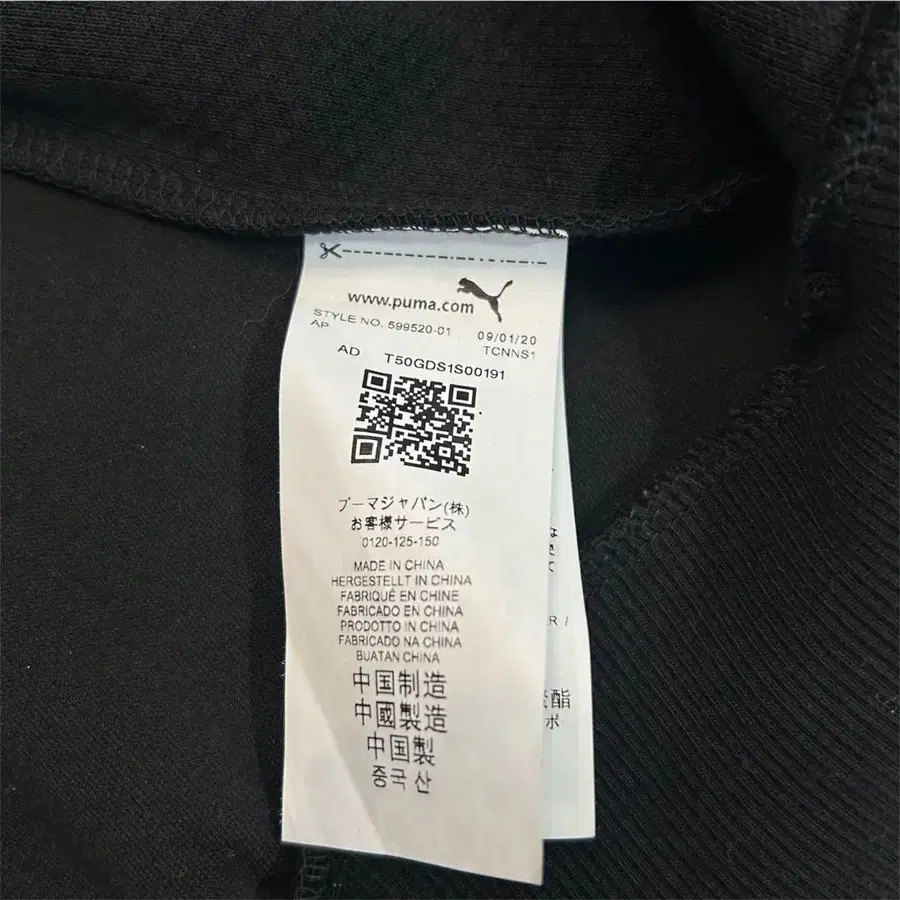 www.puma.com
STYLE NO. 599520-01 09/01/20
AP TCNNS1
AD T50GDS1S00191
プーマジャパン(株)
お客様サービス
0120-125-150
MADE IN CHINA
HERGESTELLT IN CHINA
FABRIQUÉ EN CHINE
FABRICADO EN CHINA
PRODOTTO IN CHINA
FABRICADO NA CHINA
BUATAN CHINA
中国制造
中國製造
中国製
중국 산
R /
酯
ポ